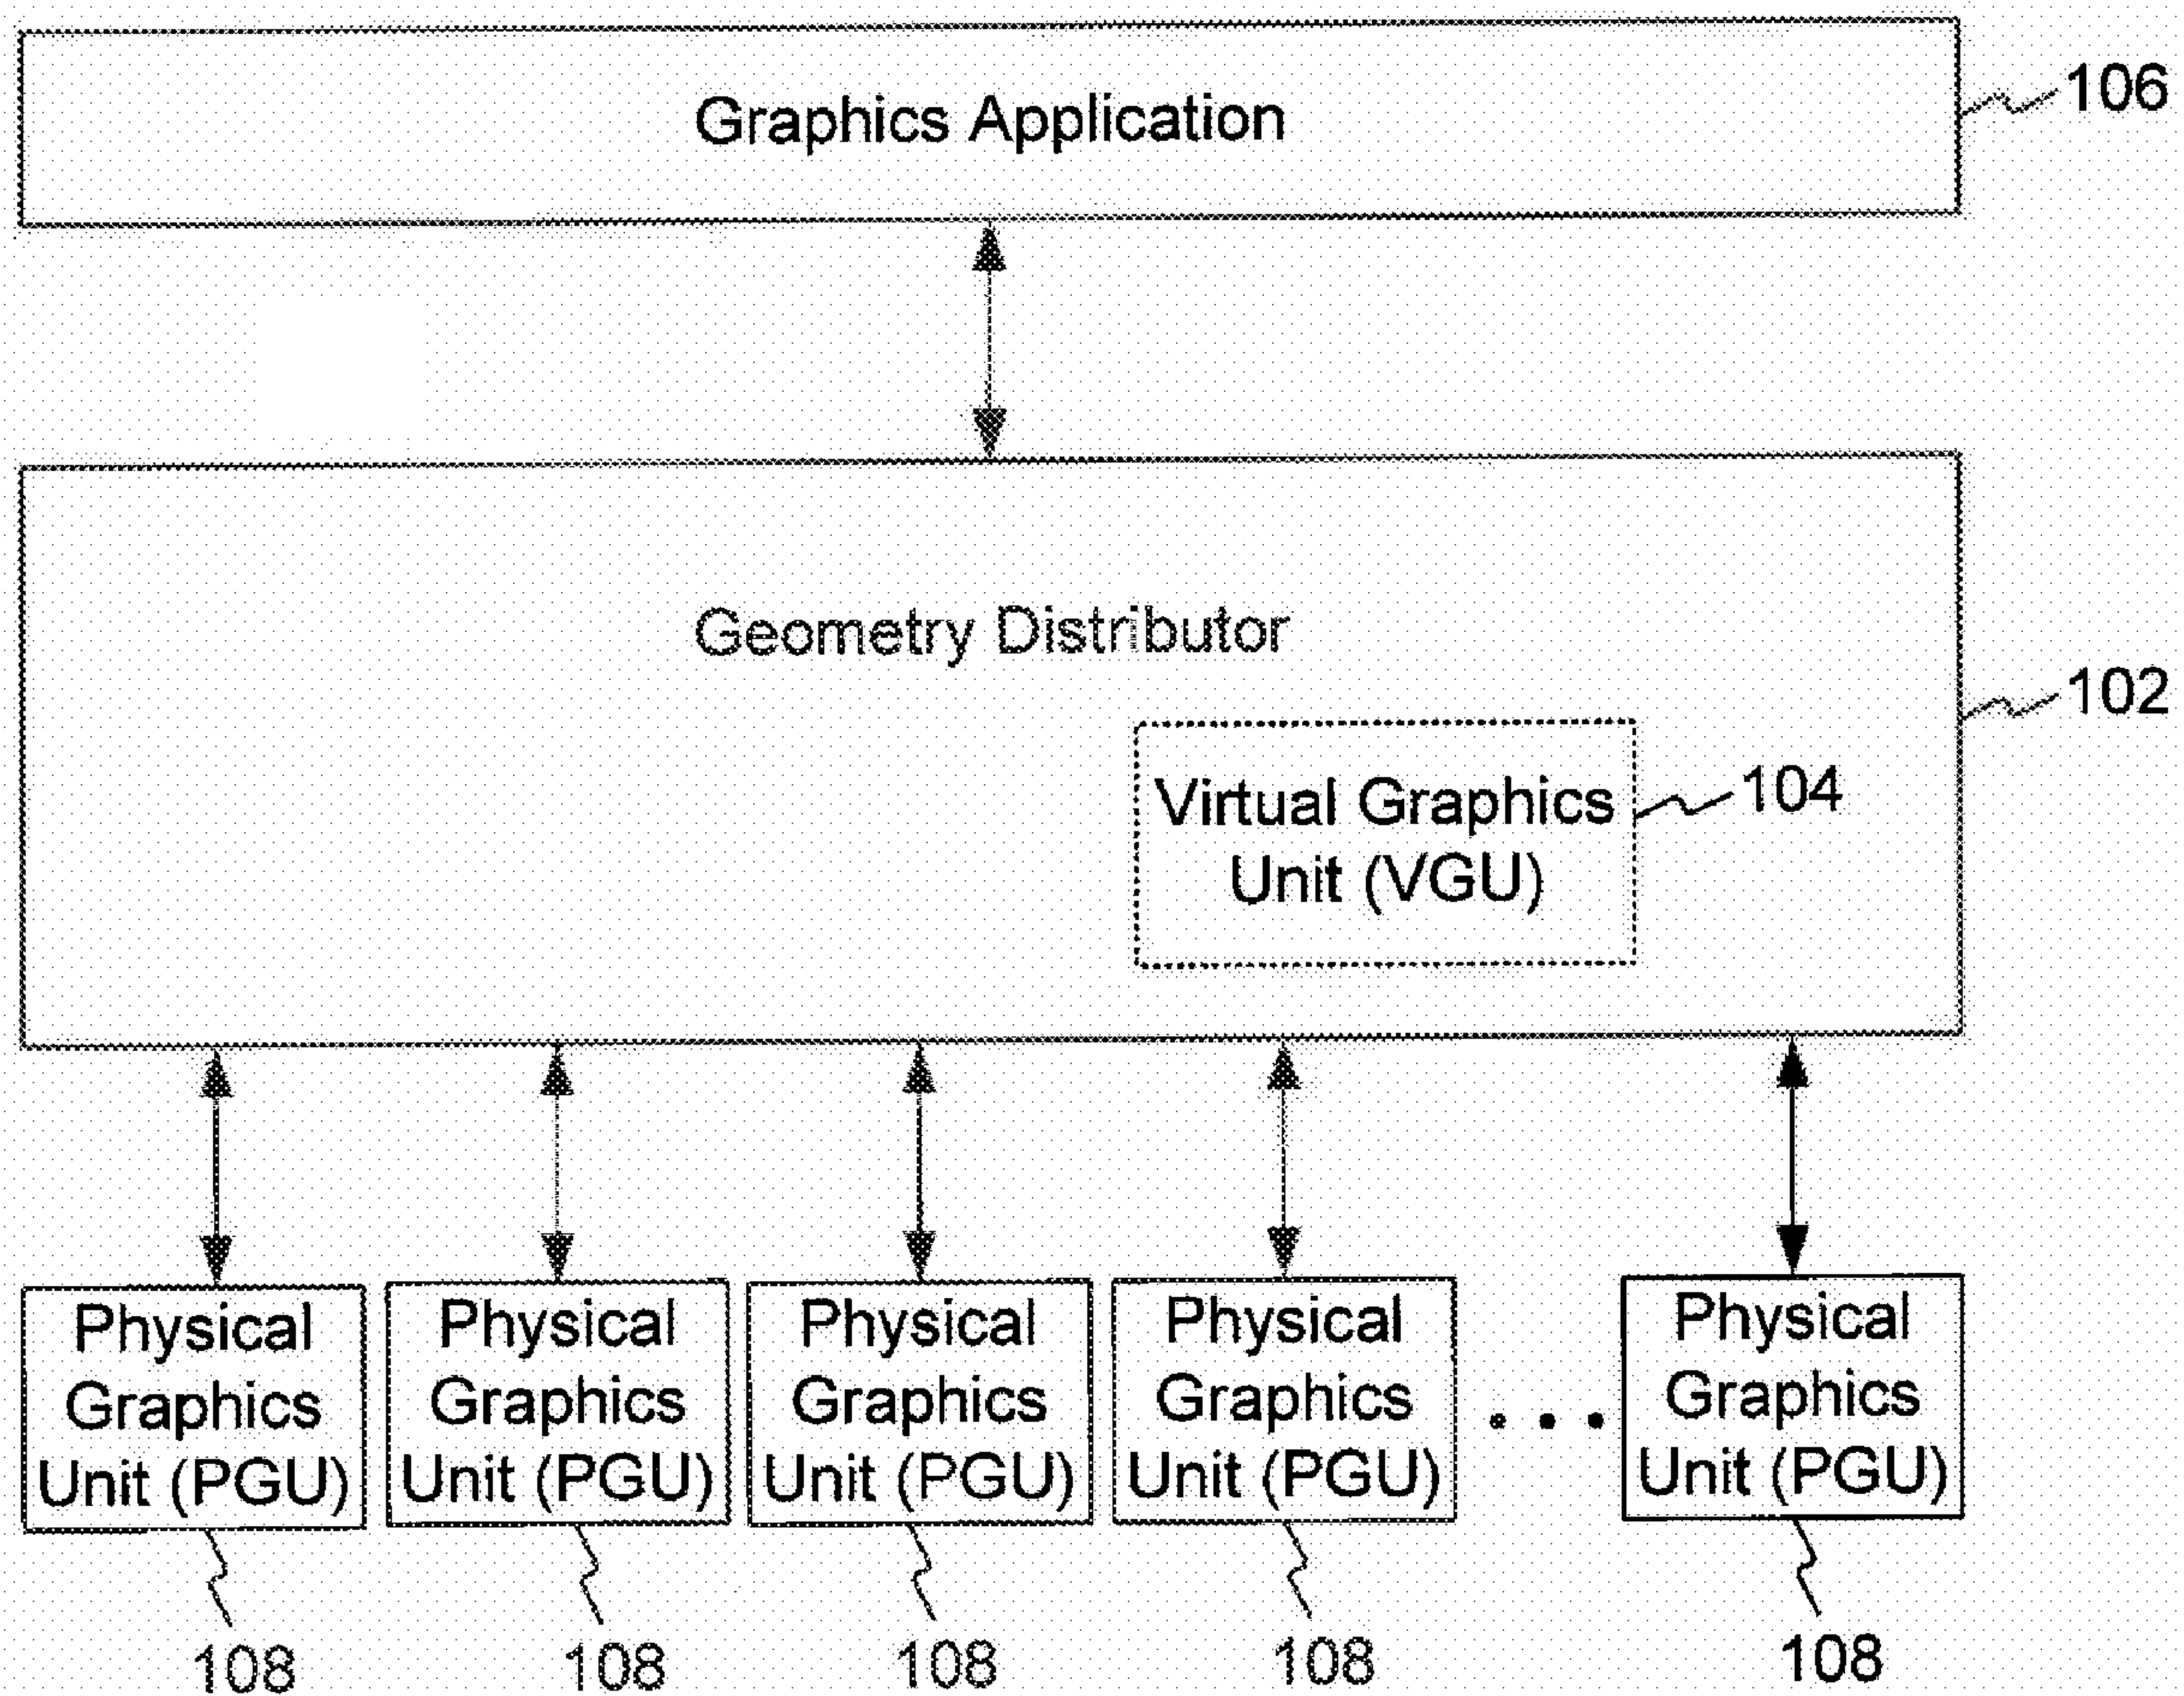 Graphics Application
106
Geometry Distributor
102
Virtual Graphics
Unit (VGU)
104
Physical
Graphics
Unit (PGU)
Physical
Graphics
Unit (PGU)
Physical
Graphics
Unit (PGU)
Physical
Graphics
Unit (PGU)
. . .
Physical
Graphics
Unit (PGU)
108
108
108
108
108